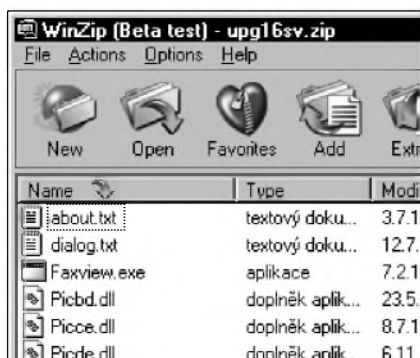 WinZip (Beta test) - upg16sv.zip
File Actions Options Help
New Open Favorites Add Extr
Name Type Modi
about.txt textový doku... 3.7.1
dialog.txt textový doku... 12.7.
Faxview.exe aplikace 7.2.1
Picbd.dll doplněk aplik... 23.5.
Picce.dll doplněk aplik... 8.7.1
Picde.dll doplněk aplik... 6.11.